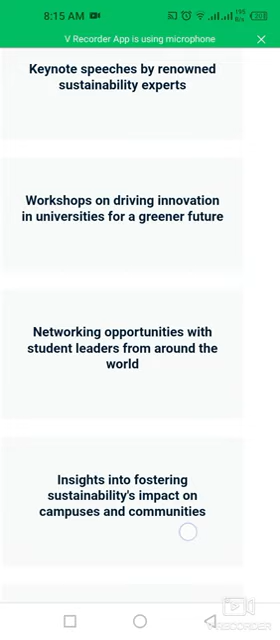 8:15 AM
V Recorder App is using microphone
Keynote speeches by renowned
sustainability experts
Workshops on driving innovation
in universities for a greener future
Networking opportunities with
student leaders from around the
world
Insights into fostering
sustainability's impact on
campuses and communities
V RECORDER